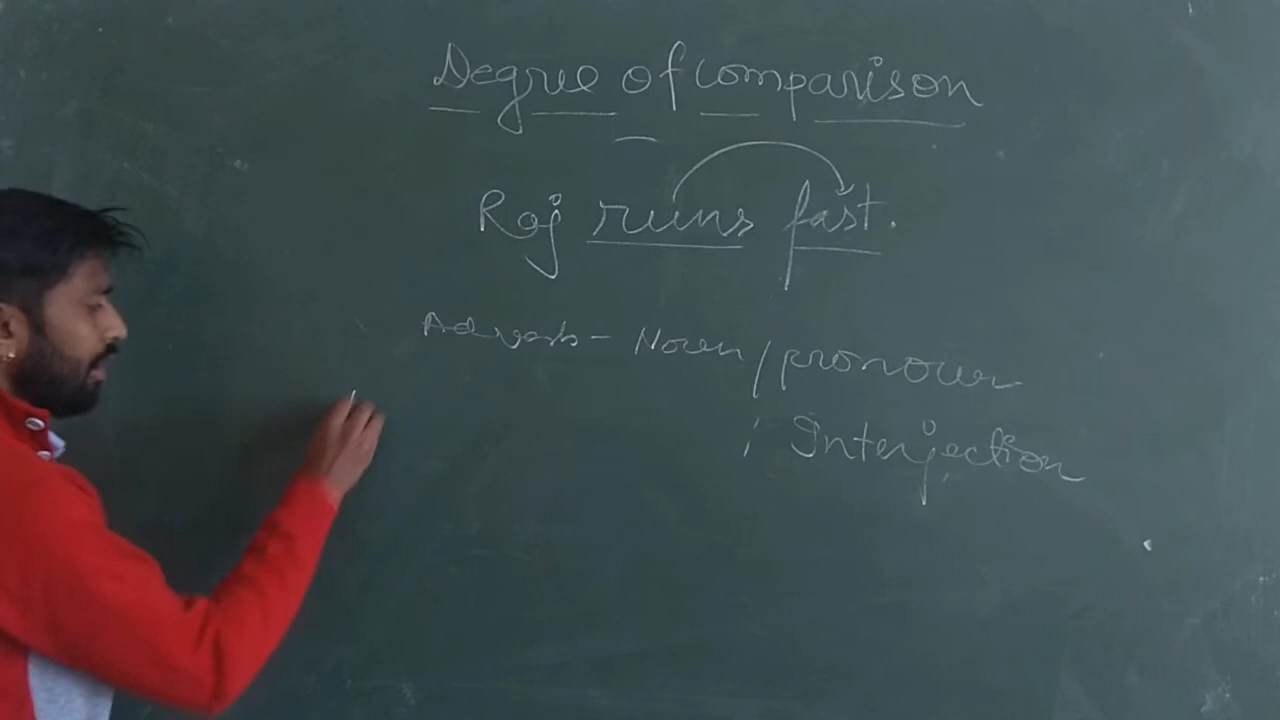 Degree of comparison
Raj runs fast.
Adverb - Noun / pronoun
; Interjection